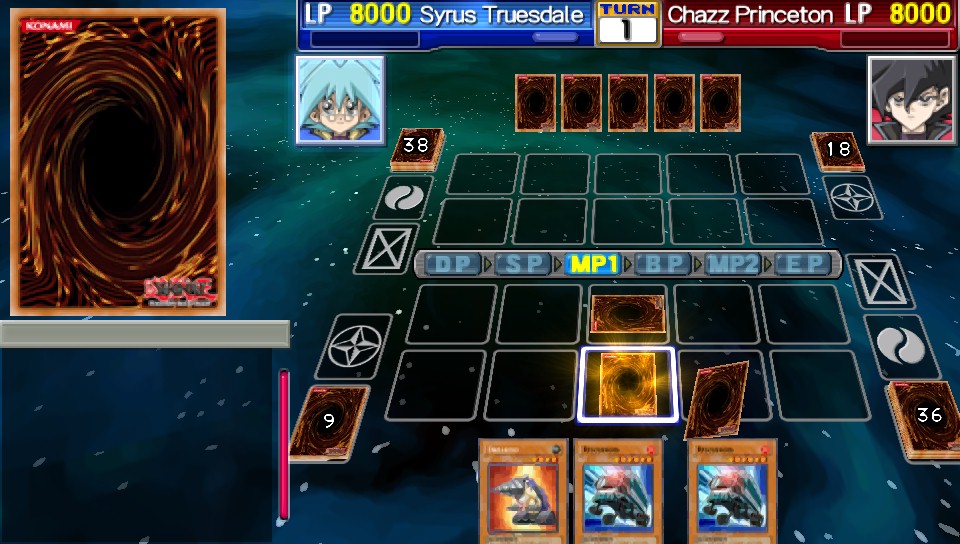 KONAMI
LP 8000 Syrus Truesdale
TURN
1
Chazz Princeton LP 8000
38
18
DP SP MP1 BP MP2 EP
9
36